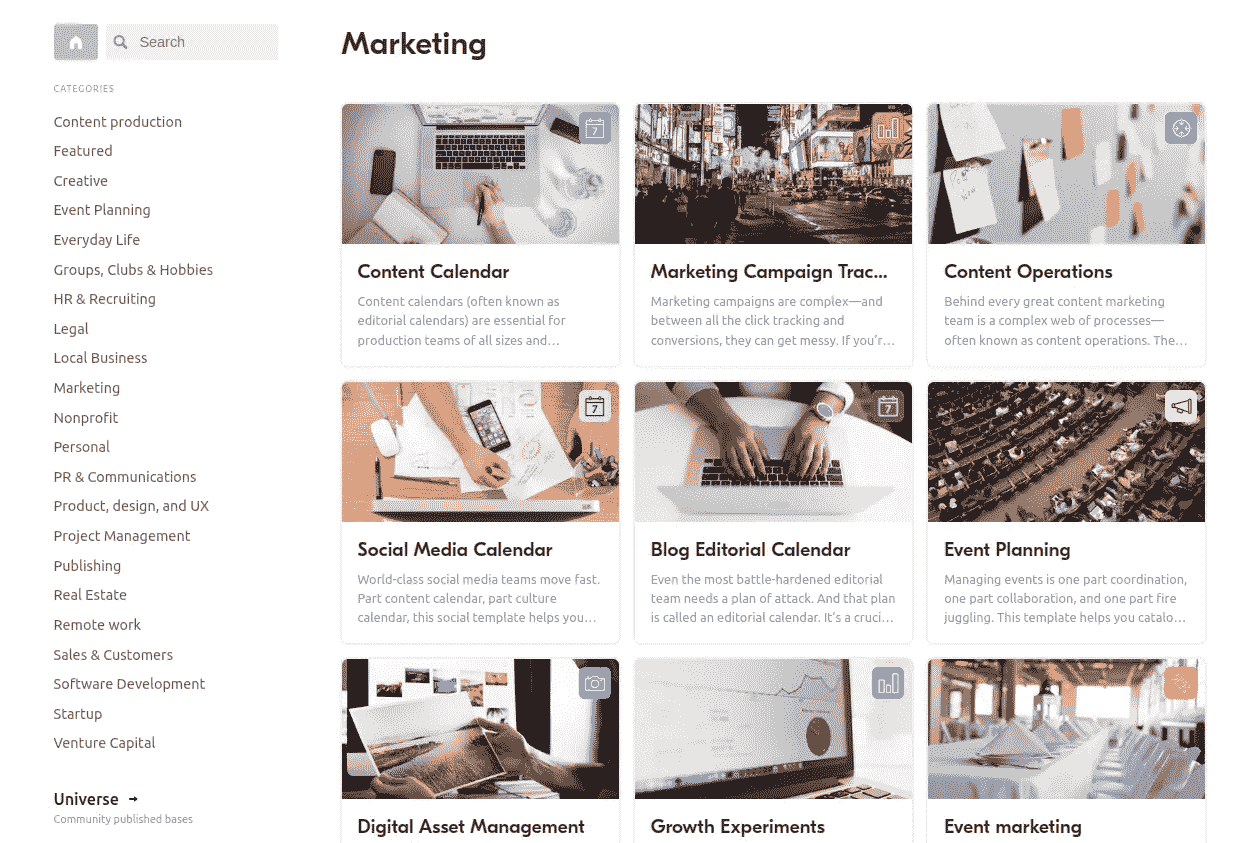 Search
CATEGORIES
Content production
Featured
Creative
Event Planning
Everyday Life
Groups, Clubs & Hobbies
HR & Recruiting
Legal
Local Business
Marketing
Nonprofit
Personal
PR & Communications
Product, design, and UX
Project Management
Publishing
Real Estate
Remote work
Sales & Customers
Software Development
Startup
Venture Capital
Universe →
Community published bases
Marketing
7
Content Calendar
Content calendars (often known as
editorial calendars) are essential for
production teams of all sizes and…
Marketing Campaign Trac…
Marketing campaigns are complex—and
between all the click tracking and
conversions, they can get messy. If you'r…
Content Operations
Behind every great content marketing
team is a complex web of processes—
often known as content operations. The…
7
Social Media Calendar
World-class social media teams move fast.
Part content calendar, part culture
calendar, this social template helps you…
7
Blog Editorial Calendar
Even the most battle-hardened editorial
team needs a plan of attack. And that plan
is called an editorial calendar. It's a cruci…
Event Planning
Managing events is one part coordination,
one part collaboration, and one part fire
juggling. This template helps you catalo…
Digital Asset Management
Growth Experiments
Event marketing